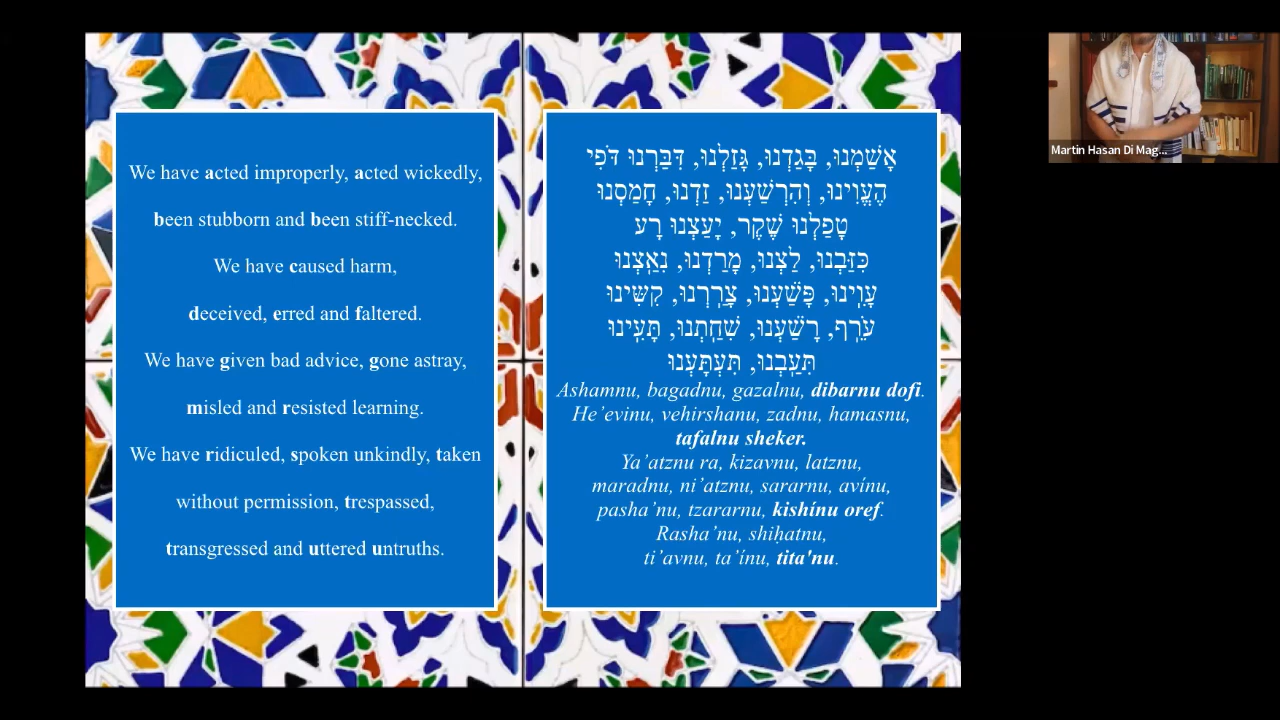 We have acted improperly, acted wickedly,
been stubborn and been stiff-necked.
We have caused harm,
deceived, erred and faltered.
We have given bad advice, gone astray,
misled and resisted learning.
We have ridiculed, spoken unkindly, taken
without permission, trespassed,
transgressed and uttered untruths.
אָשַׁמְנוּ, בָּגַדְנוּ, גָּזַלְנוּ, דִּבַּרְנוּ דֹּפִי
הֶעֱוִינוּ, וְהִרְשַׁעְנוּ, זַדְנוּ, חָמַסְנוּ
טָפַלְנוּ שֶׁקֶר, יָעַצְנוּ רָע
כִּזַּבְנוּ, לַצְנוּ, מָרַדְנוּ, נִאַצְנוּ
עָוִינוּ, פָּשַׁעְנוּ, צָרַרְנוּ, קִשִּׁינוּ
עֹרֶף, רָשַׁעְנוּ, שִׁחַתְנוּ, תָּעִינוּ
תִּעַבְנוּ, תִּעְתָּעְנוּ
Ashamnu, bagadnu, gazalnu, dibarnu dofi.
He’evinu, vehirshanu, zadnu, hamasnu,
tafalnu sheker.
Ya’atznu ra, kizavnu, latznu,
maradnu, ni’atznu, sararnu, avínu,
pasha’nu, tzararnu, kishínu oref.
Rasha’nu, shiḥatnu,
ti’avnu, ta’ínu, tita'nu.
Martin Hasan Di Mag...